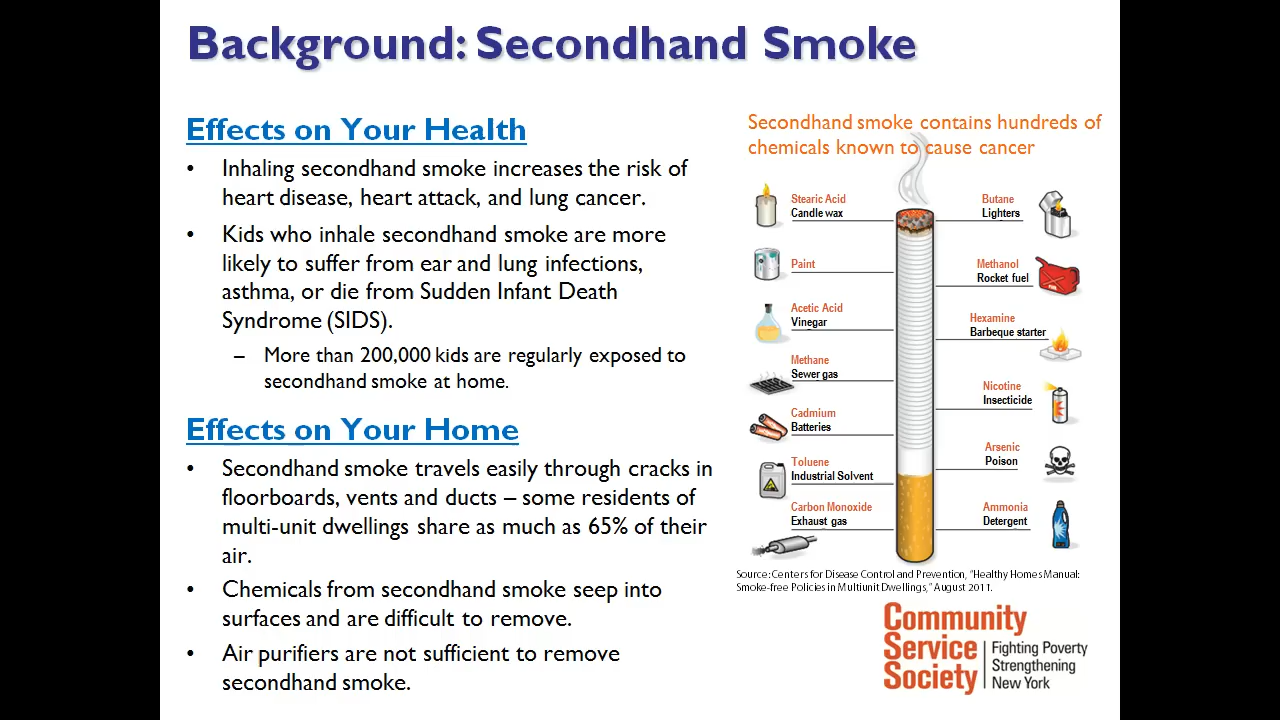 Background: Secondhand Smoke
Effects on Your Health
• Inhaling secondhand smoke increases the risk of
heart disease, heart attack, and lung cancer.
• Kids who inhale secondhand smoke are more
likely to suffer from ear and lung infections,
asthma, or die from Sudden Infant Death
Syndrome (SIDS).
– More than 200,000 kids are regularly exposed to
secondhand smoke at home.
Effects on Your Home
• Secondhand smoke travels easily through cracks in
floorboards, vents and ducts – some residents of
multi-unit dwellings share as much as 65% of their
air.
• Chemicals from secondhand smoke seep into
surfaces and are difficult to remove.
• Air purifiers are not sufficient to remove
secondhand smoke.
Secondhand smoke contains hundreds of
chemicals known to cause cancer
Stearic Acid
Candle wax
Paint
Acetic Acid
Vinegar
Methane
Sewer gas
Cadmium
Batteries
Toluene
Industrial Solvent
Carbon Monoxide
Exhaust gas
Butane
Lighters
Methanol
Rocket fuel
Hexamine
Barbeque starter
Nicotine
Insecticide
Arsenic
Poison
Ammonia
Detergent
Source: Centers for Disease Control and Prevention, "Healthy Homes Manual:
Smoke-free Policies in Multiunit Dwellings," August 2011.
Community
Service
Society
Fighting Poverty
Strengthening
New York